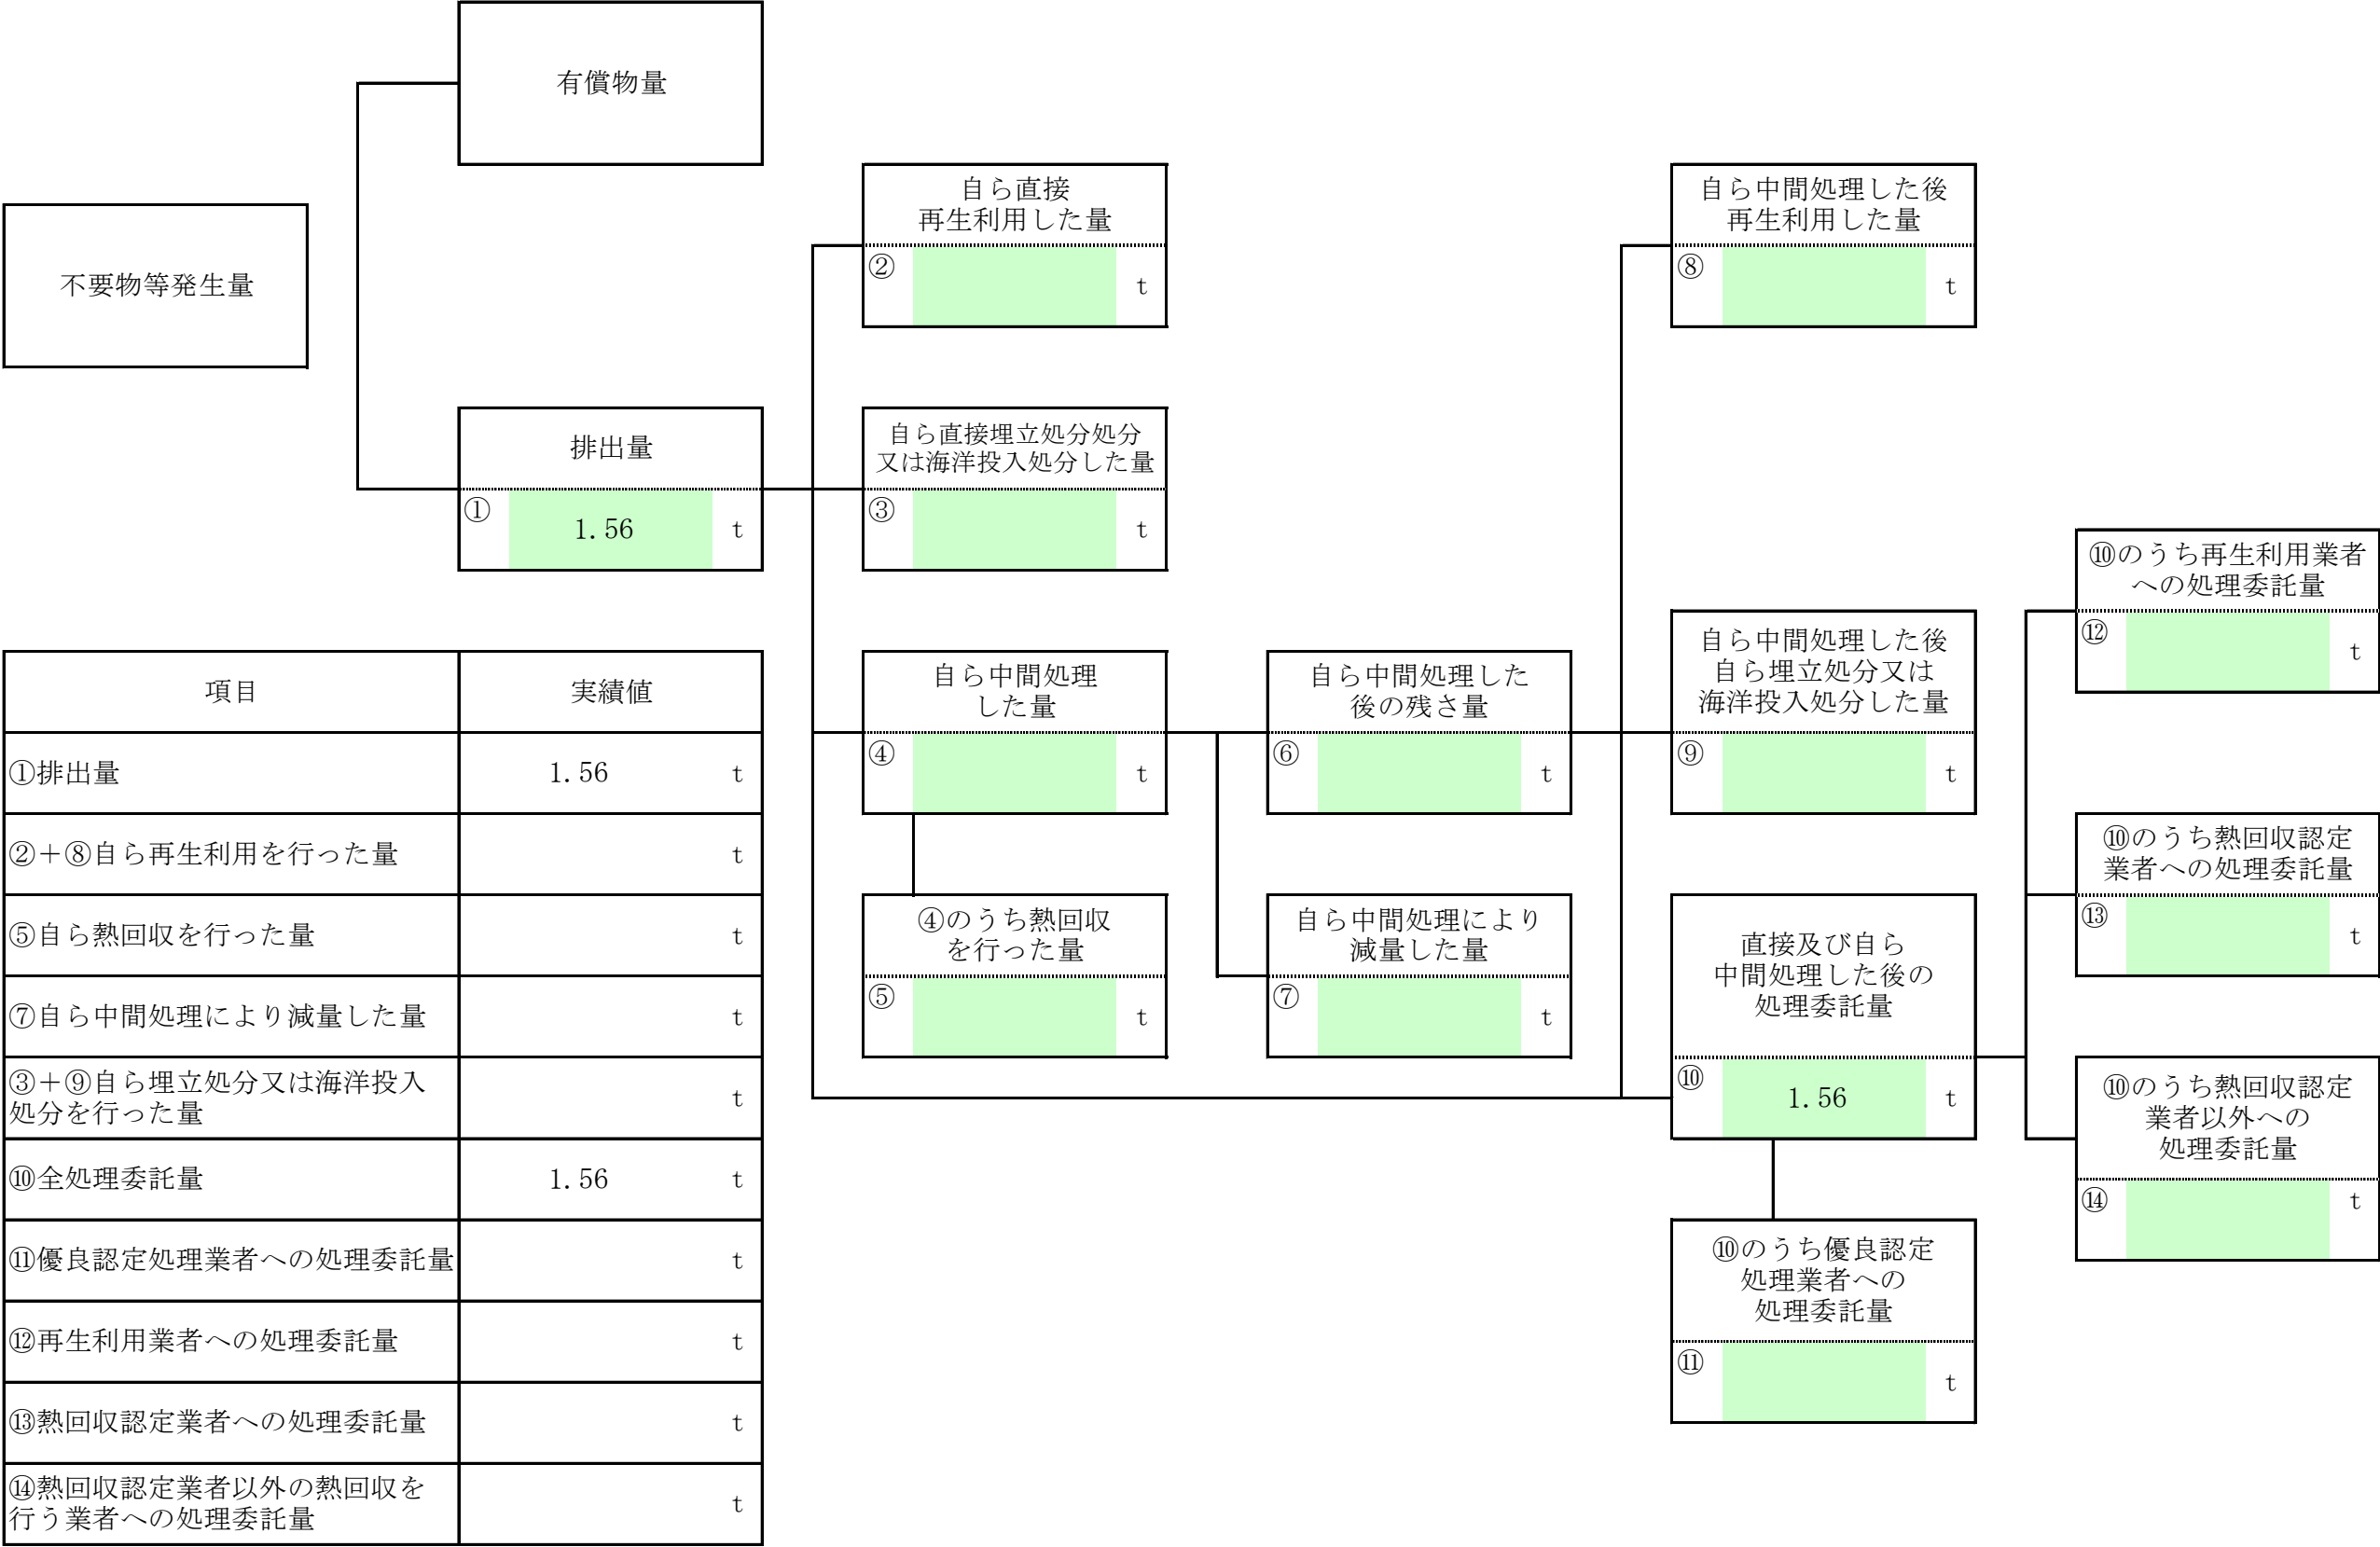 有償物量
不要物等発生量
自ら直接
再生利用した量
② t
自ら中間処理した後
再生利用した量
⑧ t
排出量
① 1.56 t
自ら直接埋立処分処分
又は海洋投入処分した量
③ t
⑩のうち再生利用業者
への処理委託量
⑫ t
自ら中間処理
した量
④ t
自ら中間処理した
後の残さ量
⑥ t
自ら中間処理した後
自ら埋立処分又は
海洋投入処分した量
⑨ t
⑩のうち熱回収認定
業者への処理委託量
⑬ t
④のうち熱回収
を行った量
⑤ t
自ら中間処理により
減量した量
⑦ t
直接及び自ら
中間処理した後の
処理委託量
⑩ 1.56 t
⑩のうち熱回収認定
業者以外への
処理委託量
⑭ t
⑩のうち優良認定
処理業者への
処理委託量
⑪ t
項目 実績値
①排出量 1.56 t
②＋⑧自ら再生利用を行った量 t
⑤自ら熱回収を行った量 t
⑦自ら中間処理により減量した量 t
③＋⑨自ら埋立処分又は海洋投入
処分を行った量 t
⑩全処理委託量 1.56 t
⑪優良認定処理業者への処理委託量 t
⑫再生利用業者への処理委託量 t
⑬熱回収認定業者への処理委託量 t
⑭熱回収認定業者以外の熱回収を
行う業者への処理委託量 t